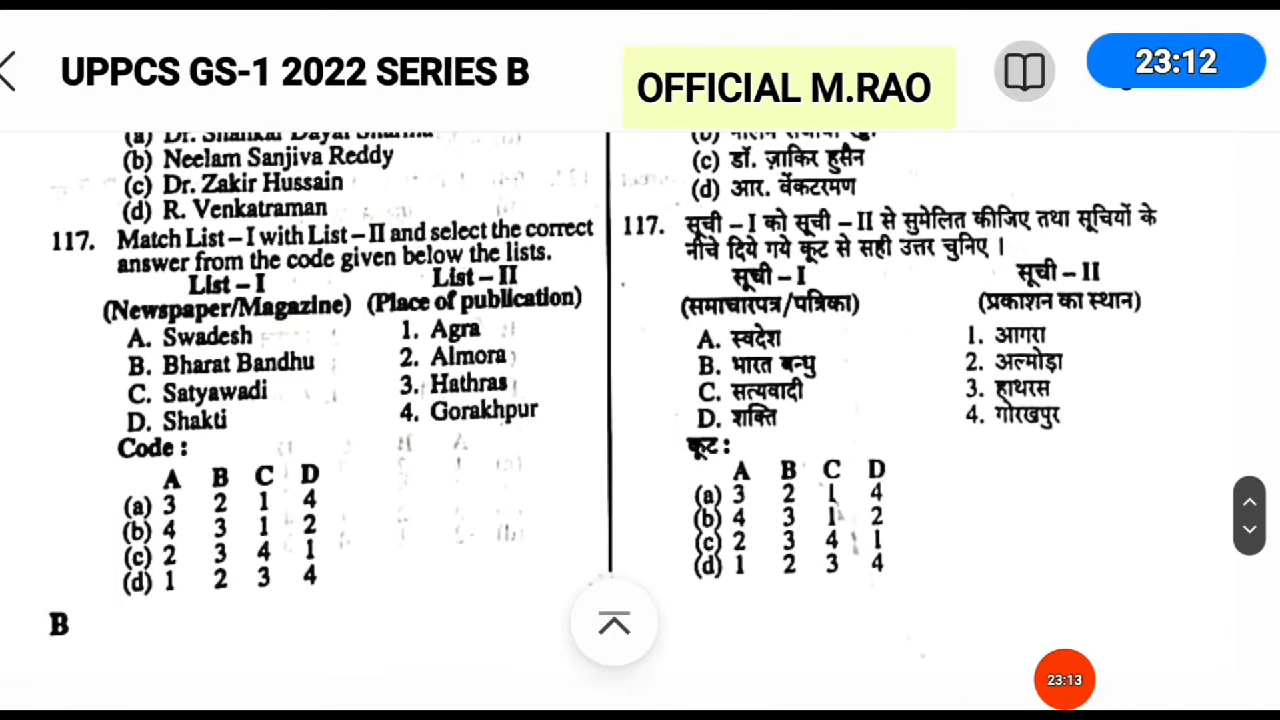 UPPCS GS-1 2022 SERIES B
OFFICIAL M.RAO
23:12
(a) Dr. Shankar Dayal Sharma
(b) Neelam Sanjiva Reddy
(c) Dr. Zakir Hussain
(d) R. Venkatraman
117. Match List – I with List – II and select the correct
answer from the code given below the lists.
List – I List – II
(Newspaper/Magazine) (Place of publication)
A. Swadesh 1. Agra
B. Bharat Bandhu 2. Almora
C. Satyawadi 3. Hathras
D. Shakti 4. Gorakhpur
Code :
A B C D
(a) 3 2 1 4
(b) 4 3 1 2
(c) 2 3 4 1
(d) 1 2 3 4
B
(c) डॉ. ज़ाकिर हुसैन
(d) आर. वेंकटरमण
117. सूची – I को सूची – II से सुमेलित कीजिए तथा सूचियों के
नीचे दिये गये कूट से सही उत्तर चुनिए ।
सूची – I सूची – II
(समाचारपत्र/पत्रिका) (प्रकाशन का स्थान)
A. स्वदेश 1. आगरा
B. भारत बन्धु 2. अल्मोड़ा
C. सत्यवादी 3. हाथरस
D. शक्ति 4. गोरखपुर
कूट :
A B C D
(a) 3 2 1 4
(b) 4 3 1 2
(c) 2 3 4 1
(d) 1 2 3 4
23:13